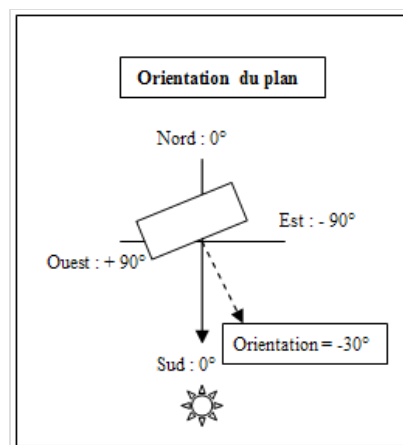 Orientation du plan
Nord : 0°
Est : - 90°
Ouest : + 90°
Orientation = -30°
Sud : 0°